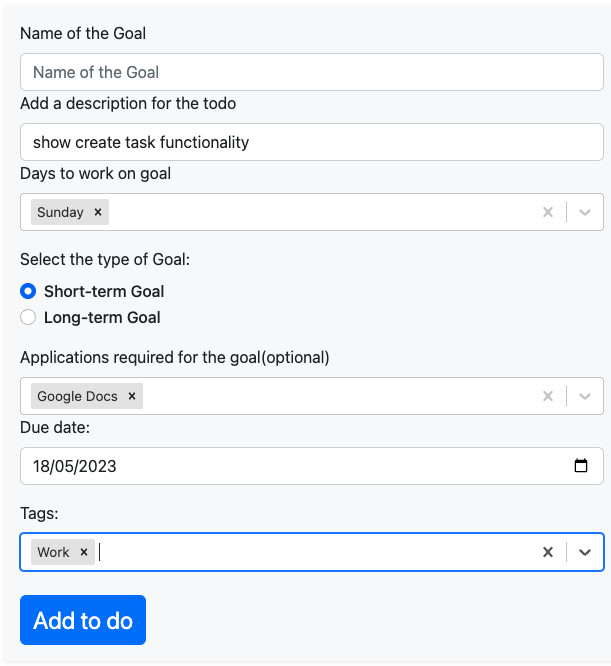 Name of the Goal
Name of the Goal
Add a description for the todo
show create task functionality
Days to work on goal
Sunday ×
Select the type of Goal:
Short-term Goal
Long-term Goal
Applications required for the goal(optional)
Google Docs ×
Due date:
18/05/2023
Tags:
Work ×
Add to do